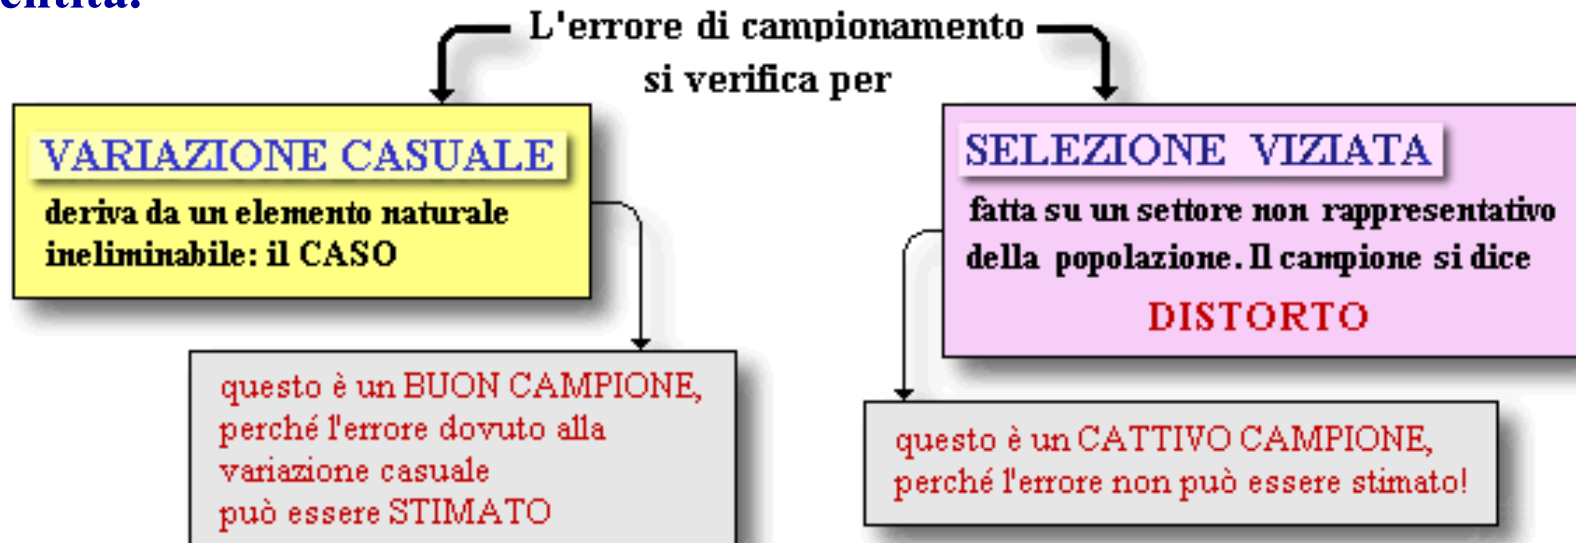 L'errore di campionamento
si verifica per
VARIAZIONE CASUALE
deriva da un elemento naturale
ineliminabile: il CASO
questo è un BUON CAMPIONE,
perché l'errore dovuto alla
variazione casuale
può essere STIMATO
SELEZIONE VIZIATA
fatta su un settore non rappresentativo
della popolazione. Il campione si dice
DISTORTO
questo è un CATTIVO CAMPIONE,
perché l'errore non può essere stimato!